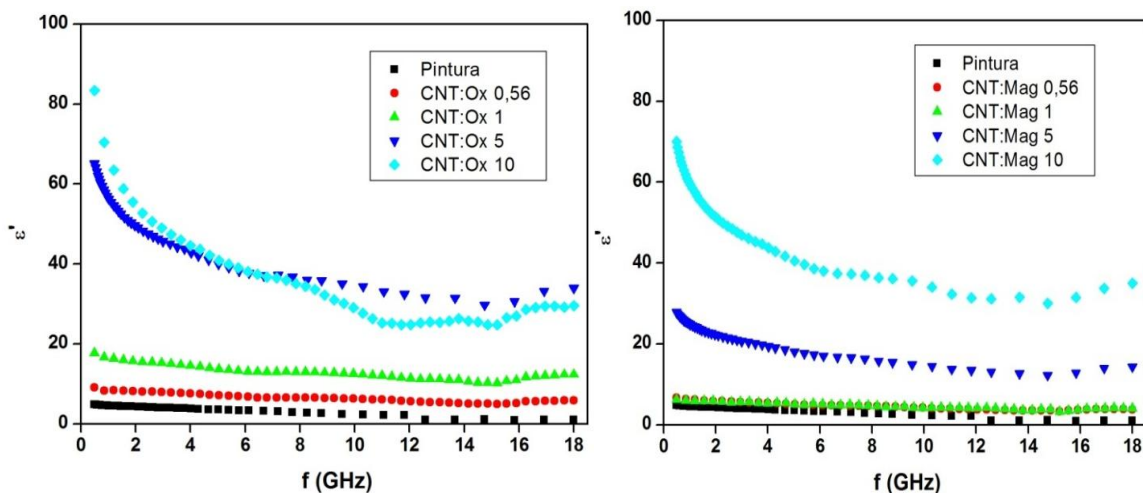 100
80
60
40
20
0
ε'
0 2 4 6 8 10 12 14 16 18
f (GHz)
Pintura
CNT:Ox 0,56
CNT:Ox 1
CNT:Ox 5
CNT:Ox 10
100
80
60
40
20
0
ε'
0 2 4 6 8 10 12 14 16 18
f (GHz)
Pintura
CNT:Mag 0,56
CNT:Mag 1
CNT:Mag 5
CNT:Mag 10